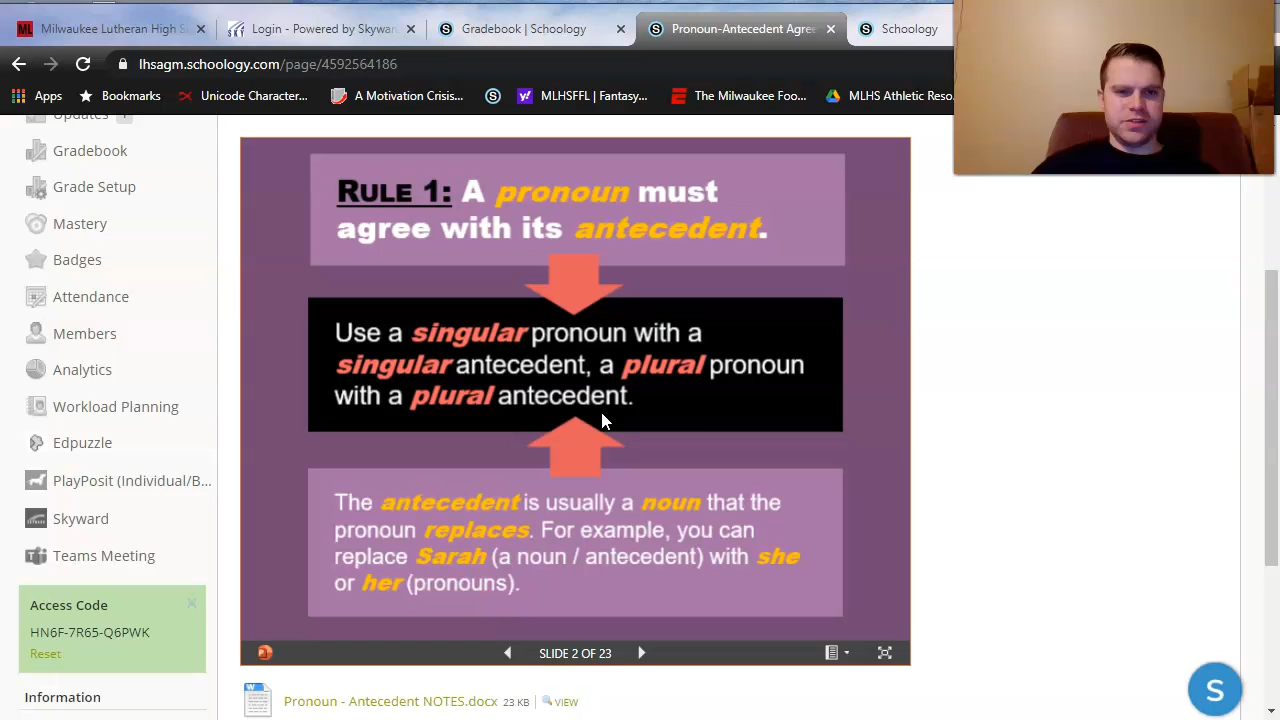 Milwaukee Lutheran High S
Login - Powered by Skywar
Gradebook | Schoology
Pronoun-Antecedent Agre
Schoology
lhsagm.schoology.com/page/4592564186
Apps
Bookmarks
Unicode Character...
A Motivation Crisis...
MLHSFFL | Fantasy...
The Milwaukee Foo...
MLHS Athletic Reso
Updates
Gradebook
Grade Setup
Mastery
Badges
Attendance
Members
Analytics
Workload Planning
Edpuzzle
PlayPosit (Individual/B...
Skyward
Teams Meeting
Access Code
HN6F-7R65-Q6PWK
Reset
Information
RULE 1: A pronoun must
agree with its antecedent.
Use a singular pronoun with a
singular antecedent, a plural pronoun
with a plural antecedent.
The antecedent is usually a noun that the
pronoun replaces. For example, you can
replace Sarah (a noun / antecedent) with she
or her (pronouns).
SLIDE 2 OF 23
Pronoun - Antecedent NOTES.docx 23 KB VIEW
S